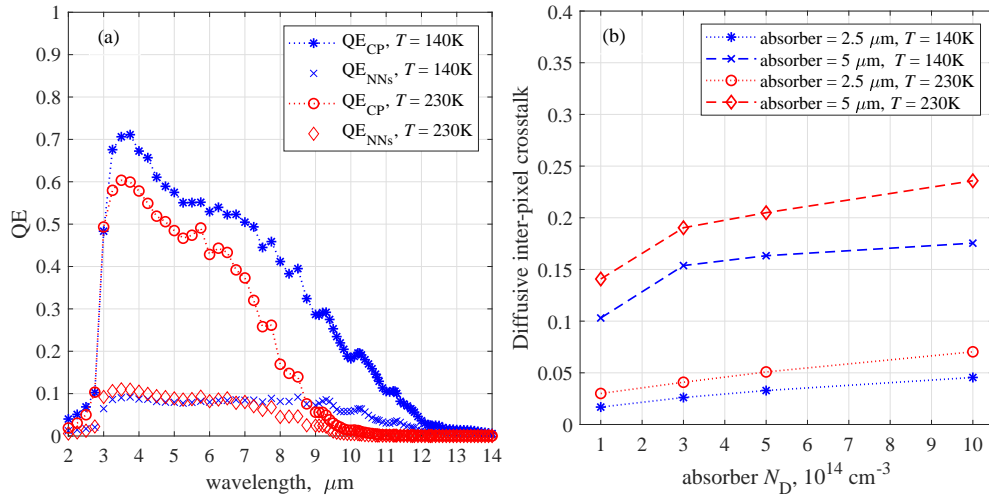 (a)
QE_CP, T = 140K
QE_NNs, T = 140K
QE_CP, T = 230K
QE_NNs, T = 230K
1
0.9
0.8
0.7
0.6
0.5
0.4
0.3
0.2
0.1
0
QE
2 3 4 5 6 7 8 9 10 11 12 13 14
wavelength, μm
(b)
absorber = 2.5 μm, T = 140K
absorber = 5 μm, T = 140K
absorber = 2.5 μm, T = 230K
absorber = 5 μm, T = 230K
0.4
0.35
0.3
0.25
0.2
0.15
0.1
0.05
0
Diffusive inter-pixel crosstalk
1 2 3 4 5 6 7 8 9 10
absorber N_D, 10^14 cm^-3